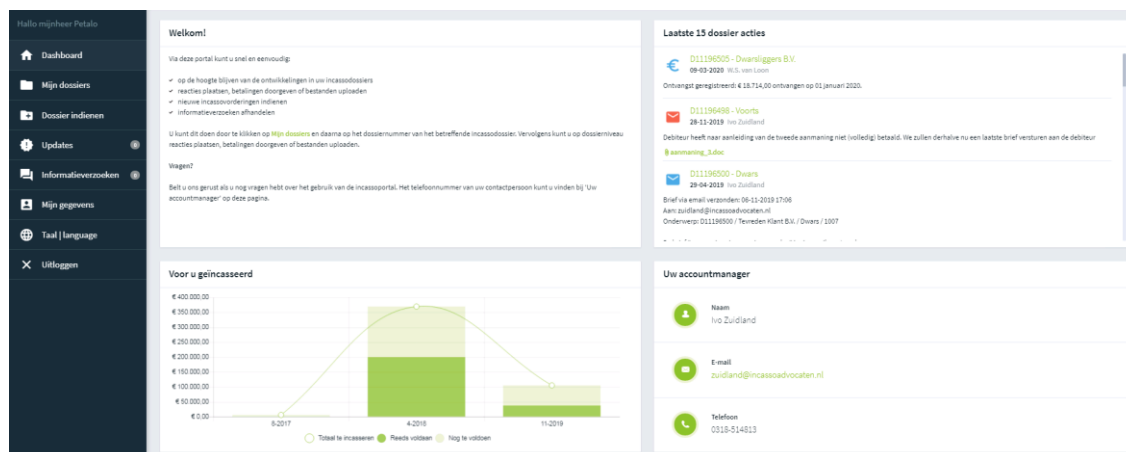 Hallo mijnheer Petalo
Dashboard
Mijn dossiers
Dossier indienen
Updates 0
Informatieverzoeken 0
Mijn gegevens
Taal | language
Uitloggen
Welkom!
Via deze portal kunt u snel en eenvoudig:
✓ op de hoogte blijven van de ontwikkelingen in uw incassodossiers
✓ reacties plaatsen, betalingen doorgeven of bestanden uploaden
✓ nieuwe incassovorderingen indienen
✓ informatieverzoeken afhandelen
U kunt dit doen door te klikken op Mijn dossiers en daarna op het dossiernummer van het betreffende incassodossier. Vervolgens kunt u op dossierniveau
reacties plaatsen, betalingen doorgeven of bestanden uploaden.
Vragen?
Belt u ons gerust als u nog vragen hebt over het gebruik van de incassoportal. Het telefoonnummer van uw contactpersoon kunt u vinden bij 'Uw
accountmanager' op deze pagina.
Laatste 15 dossier acties
D11196505 - Dwarsliggers B.V.
09-03-2020 W.S. van Loon
Ontvangst geregistreerd: € 18.714,00 ontvangen op 01 januari 2020.
D11196498 - Voorts
28-11-2019 Ivo Zuidland
Debiteur heeft naar aanleiding van de tweede aanmaning niet (volledig) betaald. We zullen derhalve nu een laatste brief versturen aan de debiteur
aanmaning_3.doc
D11196500 - Dwars
29-04-2019 Ivo Zuidland
Brief via email verzonden: 06-11-2019 17:06
Aan: zuidland@incassoadvocaten.nl
Onderwerp: D11196500 / Tevreden Klant B.V. / Dwars / 1007
Voor u geïncasseerd
€ 400.000,00
€ 350.000,00
€ 300.000,00
€ 250.000,00
€ 200.000,00
€ 150.000,00
€ 100.000,00
€ 50.000,00
€ 0,00
8-2017 4-2018 11-2019
Totaal te incasseren Reeds voldaan Nog te voldoen
Uw accountmanager
Naam
Ivo Zuidland
E-mail
zuidland@incassoadvocaten.nl
Telefoon
0318-514813